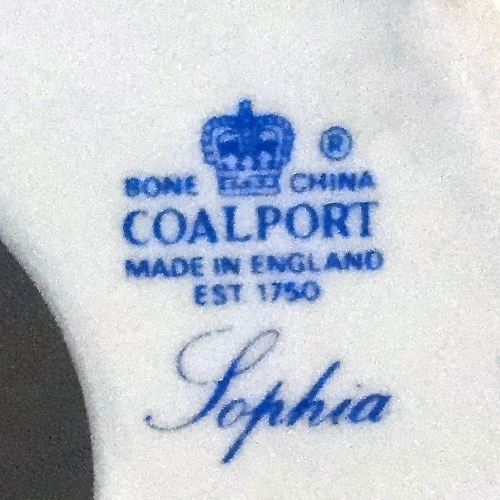 ®
BONE CHINA
COALPORT
MADE IN ENGLAND
EST 1750
Sophia